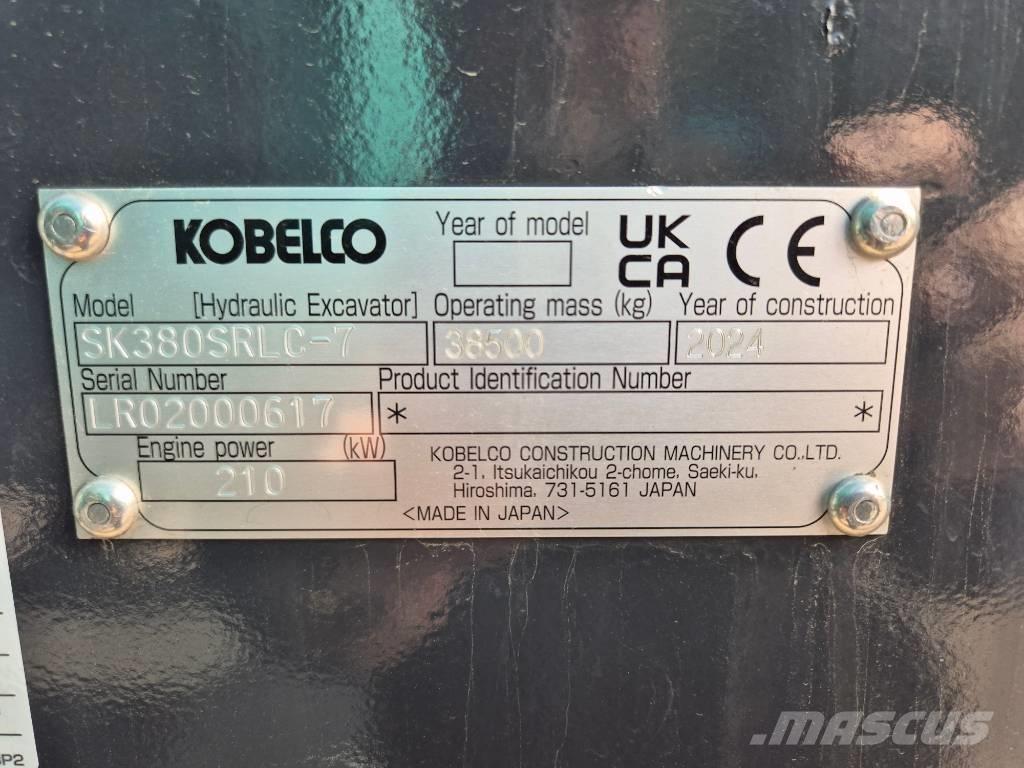 KOBELCO
Year of model
UK
CA
CE
Model [Hydraulic Excavator] Operating mass (kg) Year of construction
SK380SRLC-7 38500 2024
Serial Number Product Identification Number
LR02000617 * *
Engine power (kW)
210
KOBELCO CONSTRUCTION MACHINERY CO.,LTD.
2-1, Itsukaichikou 2-chome, Saeki-ku,
Hiroshima, 731-5161 JAPAN
<MADE IN JAPAN>
MASCUS